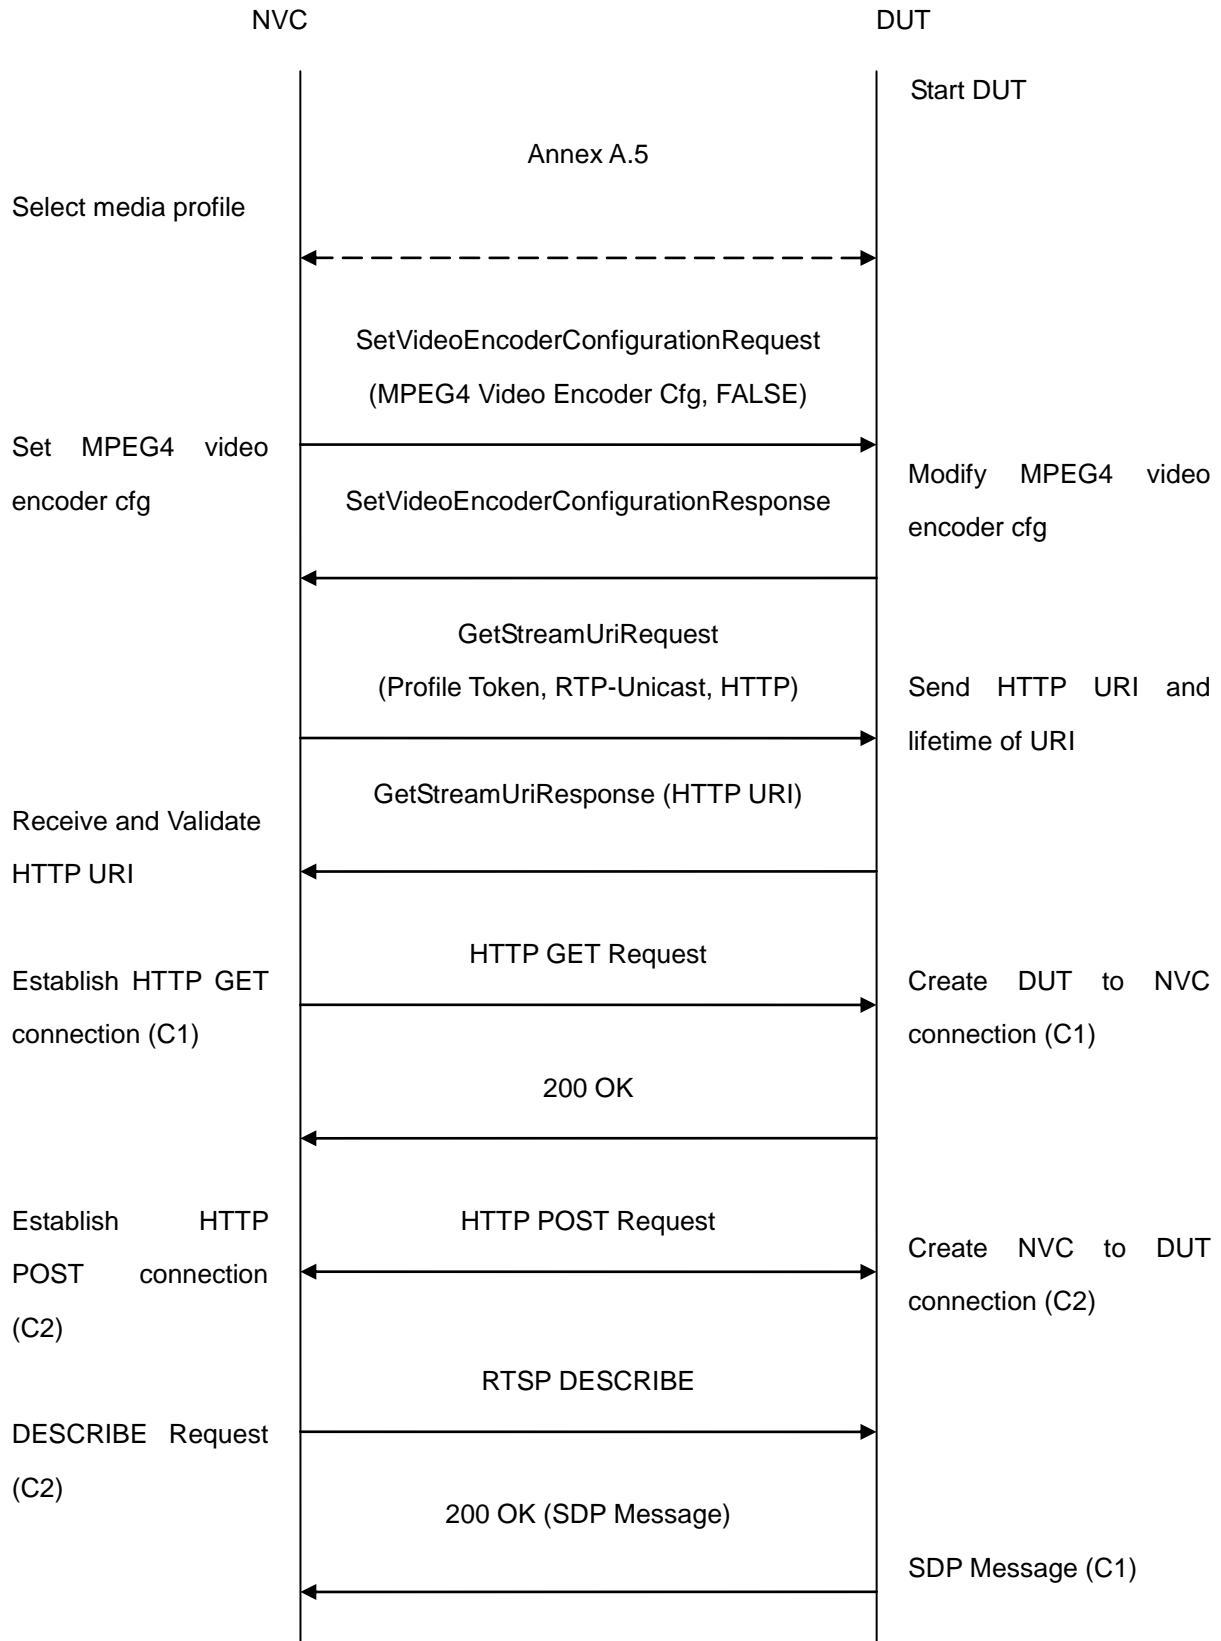 NVC
DUT
Start DUT
Annex A.5
Select media profile
SetVideoEncoderConfigurationRequest
(MPEG4 Video Encoder Cfg, FALSE)
Set MPEG4 video
encoder cfg
Modify MPEG4 video
encoder cfg
SetVideoEncoderConfigurationResponse
GetStreamUriRequest
(Profile Token, RTP-Unicast, HTTP)
Send HTTP URI and
lifetime of URI
GetStreamUriResponse (HTTP URI)
Receive and Validate
HTTP URI
HTTP GET Request
Establish HTTP GET
connection (C1)
Create DUT to NVC
connection (C1)
200 OK
Establish HTTP
POST connection
(C2)
HTTP POST Request
Create NVC to DUT
connection (C2)
RTSP DESCRIBE
DESCRIBE Request
(C2)
200 OK (SDP Message)
SDP Message (C1)